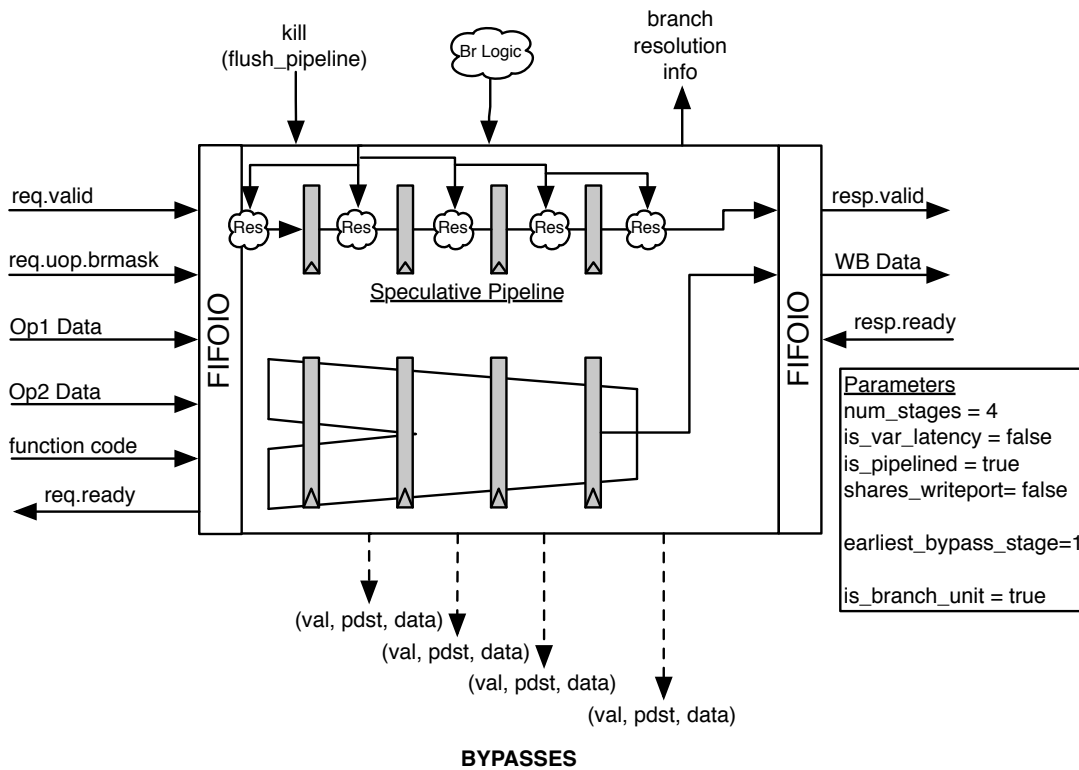 kill
(flush_pipeline)
Br Logic
branch
resolution
info
req.valid
req.uop.brmask
Op1 Data
Op2 Data
function code
req.ready
FIFOIO
Res
Res
Res
Res
Res
Speculative Pipeline
FIFOIO
resp.valid
WB Data
resp.ready
Parameters
num_stages = 4
is_var_latency = false
is_pipelined = true
shares_writeport= false
earliest_bypass_stage=1
is_branch_unit = true
(val, pdst, data)
(val, pdst, data)
(val, pdst, data)
(val, pdst, data)
BYPASSES